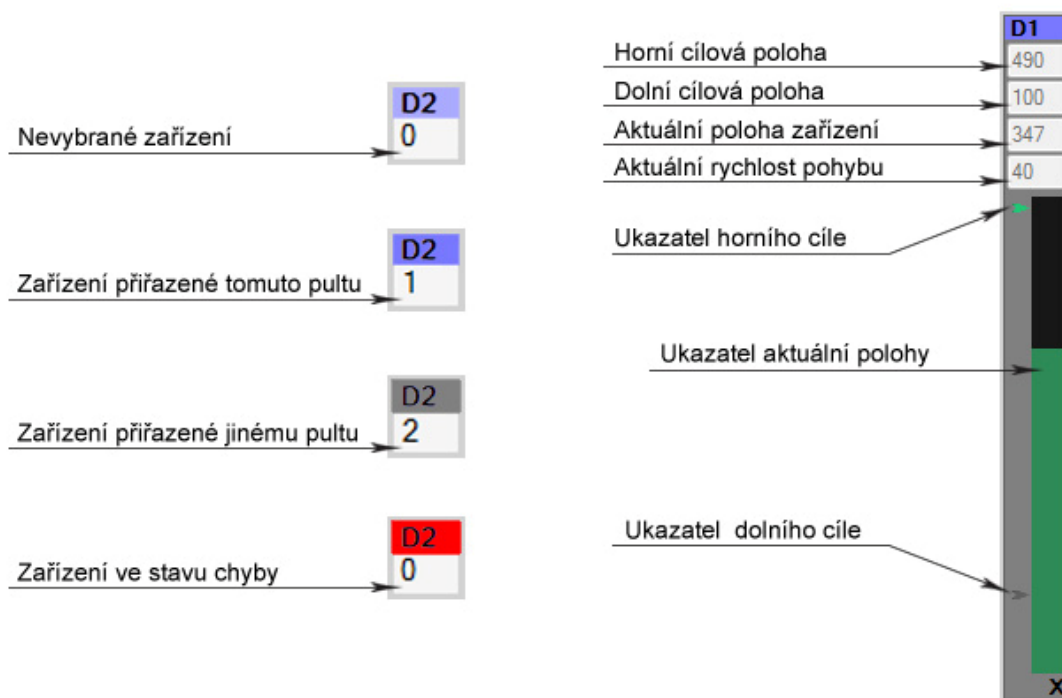 D2
Nevybrané zařízení 0
D2
Zařízení přiřazené tomuto pultu 1
D2
Zařízení přiřazené jinému pultu 2
D2
Zařízení ve stavu chyby 0
D1
Horní cílová poloha 490
Dolní cílová poloha 100
Aktuální poloha zařízení 347
Aktuální rychlost pohybu 40
Ukazatel horního cíle
Ukazatel aktuální polohy
Ukazatel dolního cíle
X